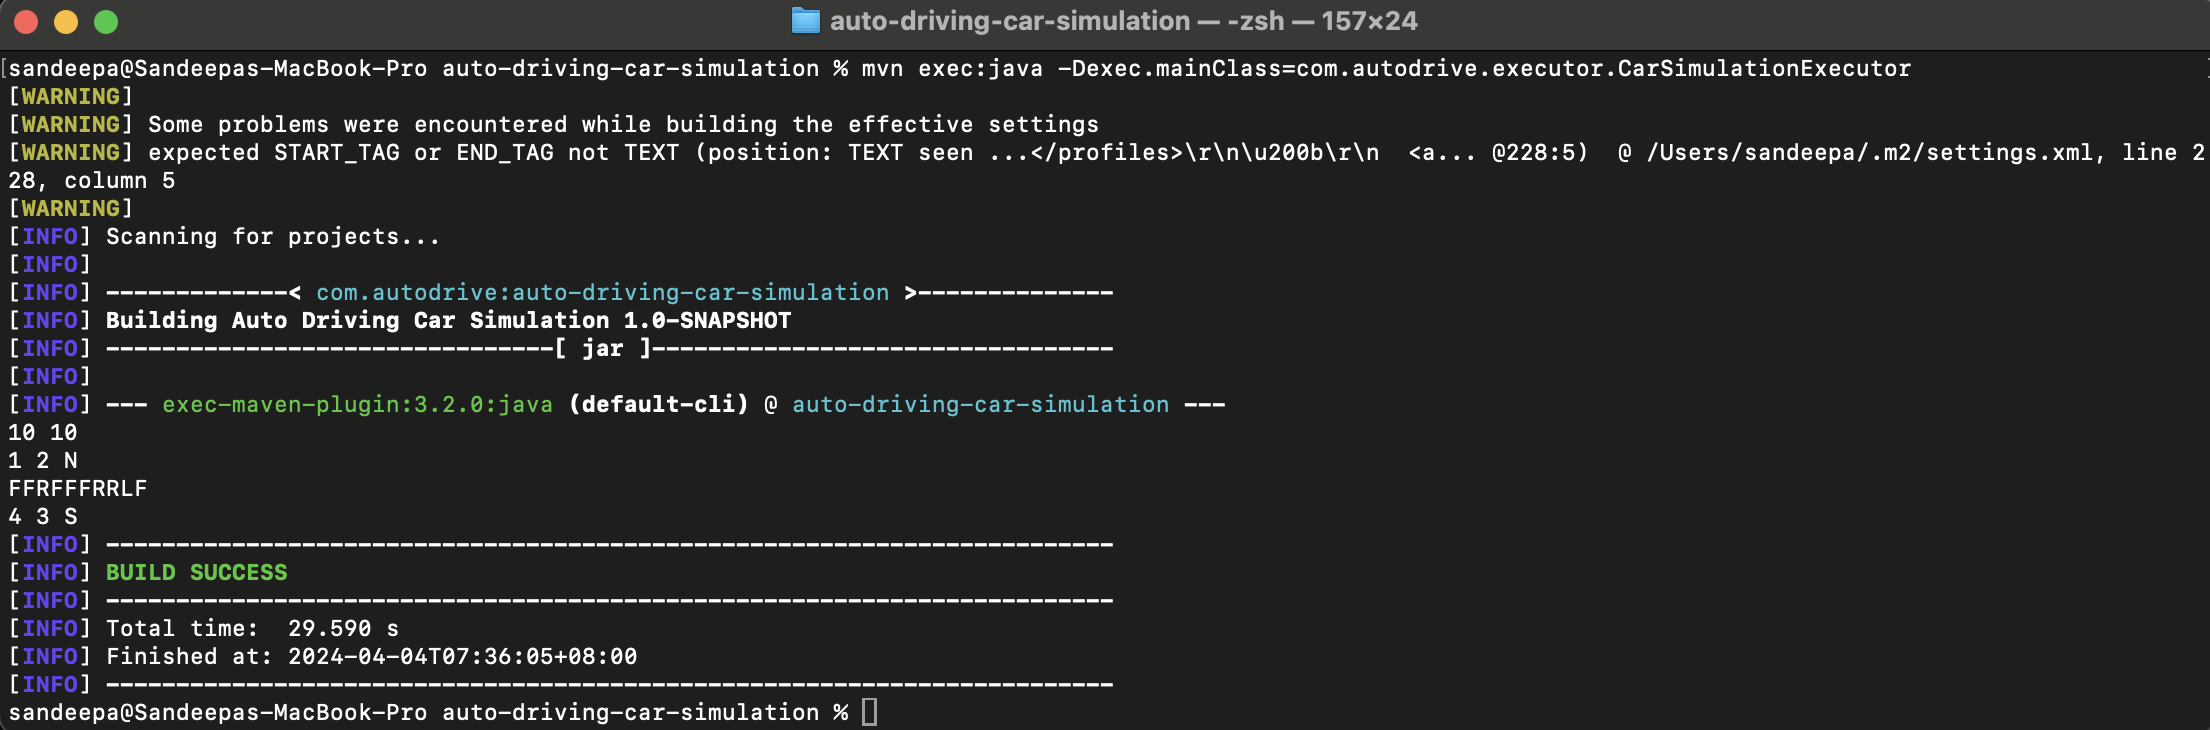 auto-driving-car-simulation — -zsh — 157×24
sandeepa@Sandeepas-MacBook-Pro auto-driving-car-simulation % mvn exec:java -Dexec.mainClass=com.autodrive.executor.CarSimulationExecutor
[WARNING]
[WARNING] Some problems were encountered while building the effective settings
[WARNING] expected START_TAG or END_TAG not TEXT (position: TEXT seen ...</profiles>\r\n\u200b\r\n  <a... @228:5)  @ /Users/sandeepa/.m2/settings.xml, line 2
28, column 5
[WARNING]
[INFO] Scanning for projects...
[INFO]
[INFO] -------------< com.autodrive:auto-driving-car-simulation >--------------
[INFO] Building Auto Driving Car Simulation 1.0-SNAPSHOT
[INFO] --------------------------------[ jar ]---------------------------------
[INFO]
[INFO] --- exec-maven-plugin:3.2.0:java (default-cli) @ auto-driving-car-simulation ---
10 10
1 2 N
FFRFFFRRLF
4 3 S
[INFO] ------------------------------------------------------------------------
[INFO] BUILD SUCCESS
[INFO] ------------------------------------------------------------------------
[INFO] Total time:  29.590 s
[INFO] Finished at: 2024-04-04T07:36:05+08:00
[INFO] ------------------------------------------------------------------------
sandeepa@Sandeepas-MacBook-Pro auto-driving-car-simulation %